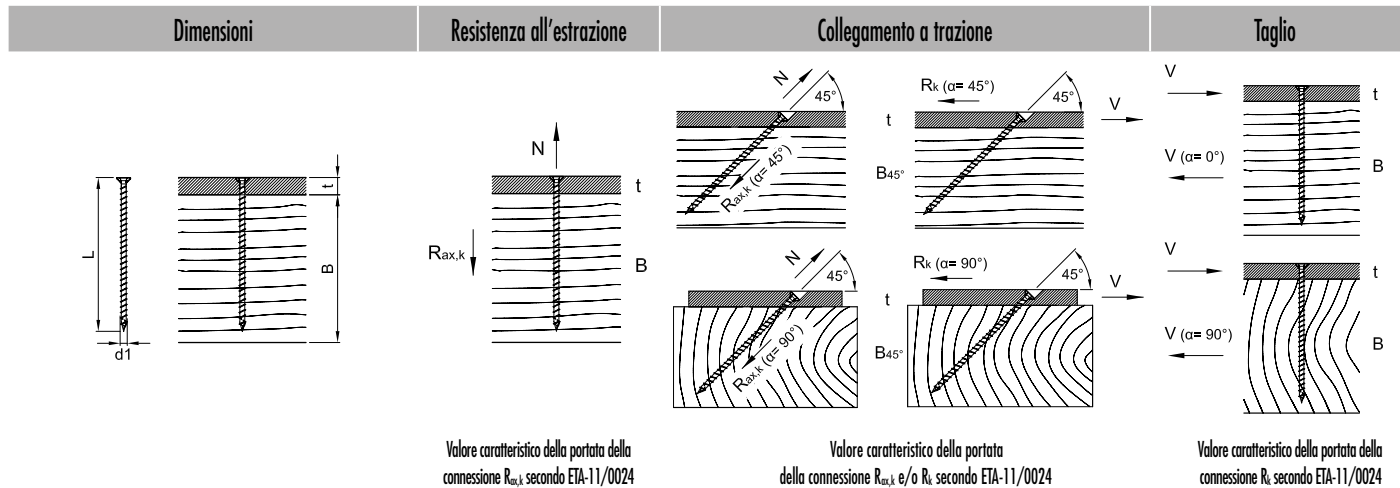 Dimensioni
Resistenza all'estrazione
Collegamento a trazione
Taglio
L
d1
t
B
N
Rax,k
t
B
N
45°
Rax,k (α= 45°)
t
B45°
Rk (α= 45°)
45°
V
N
45°
Rax,k (α= 90°)
t
B45°
Rk (α= 90°)
45°
V
V
t
V (α= 0°)
B
V
t
V (α= 90°)
B
Valore caratteristico della portata della
connessione Rax,k secondo ETA-11/0024
Valore caratteristico della portata
della connessione Rax,k e/o Rk secondo ETA-11/0024
Valore caratteristico della portata della
connessione Rk secondo ETA-11/0024